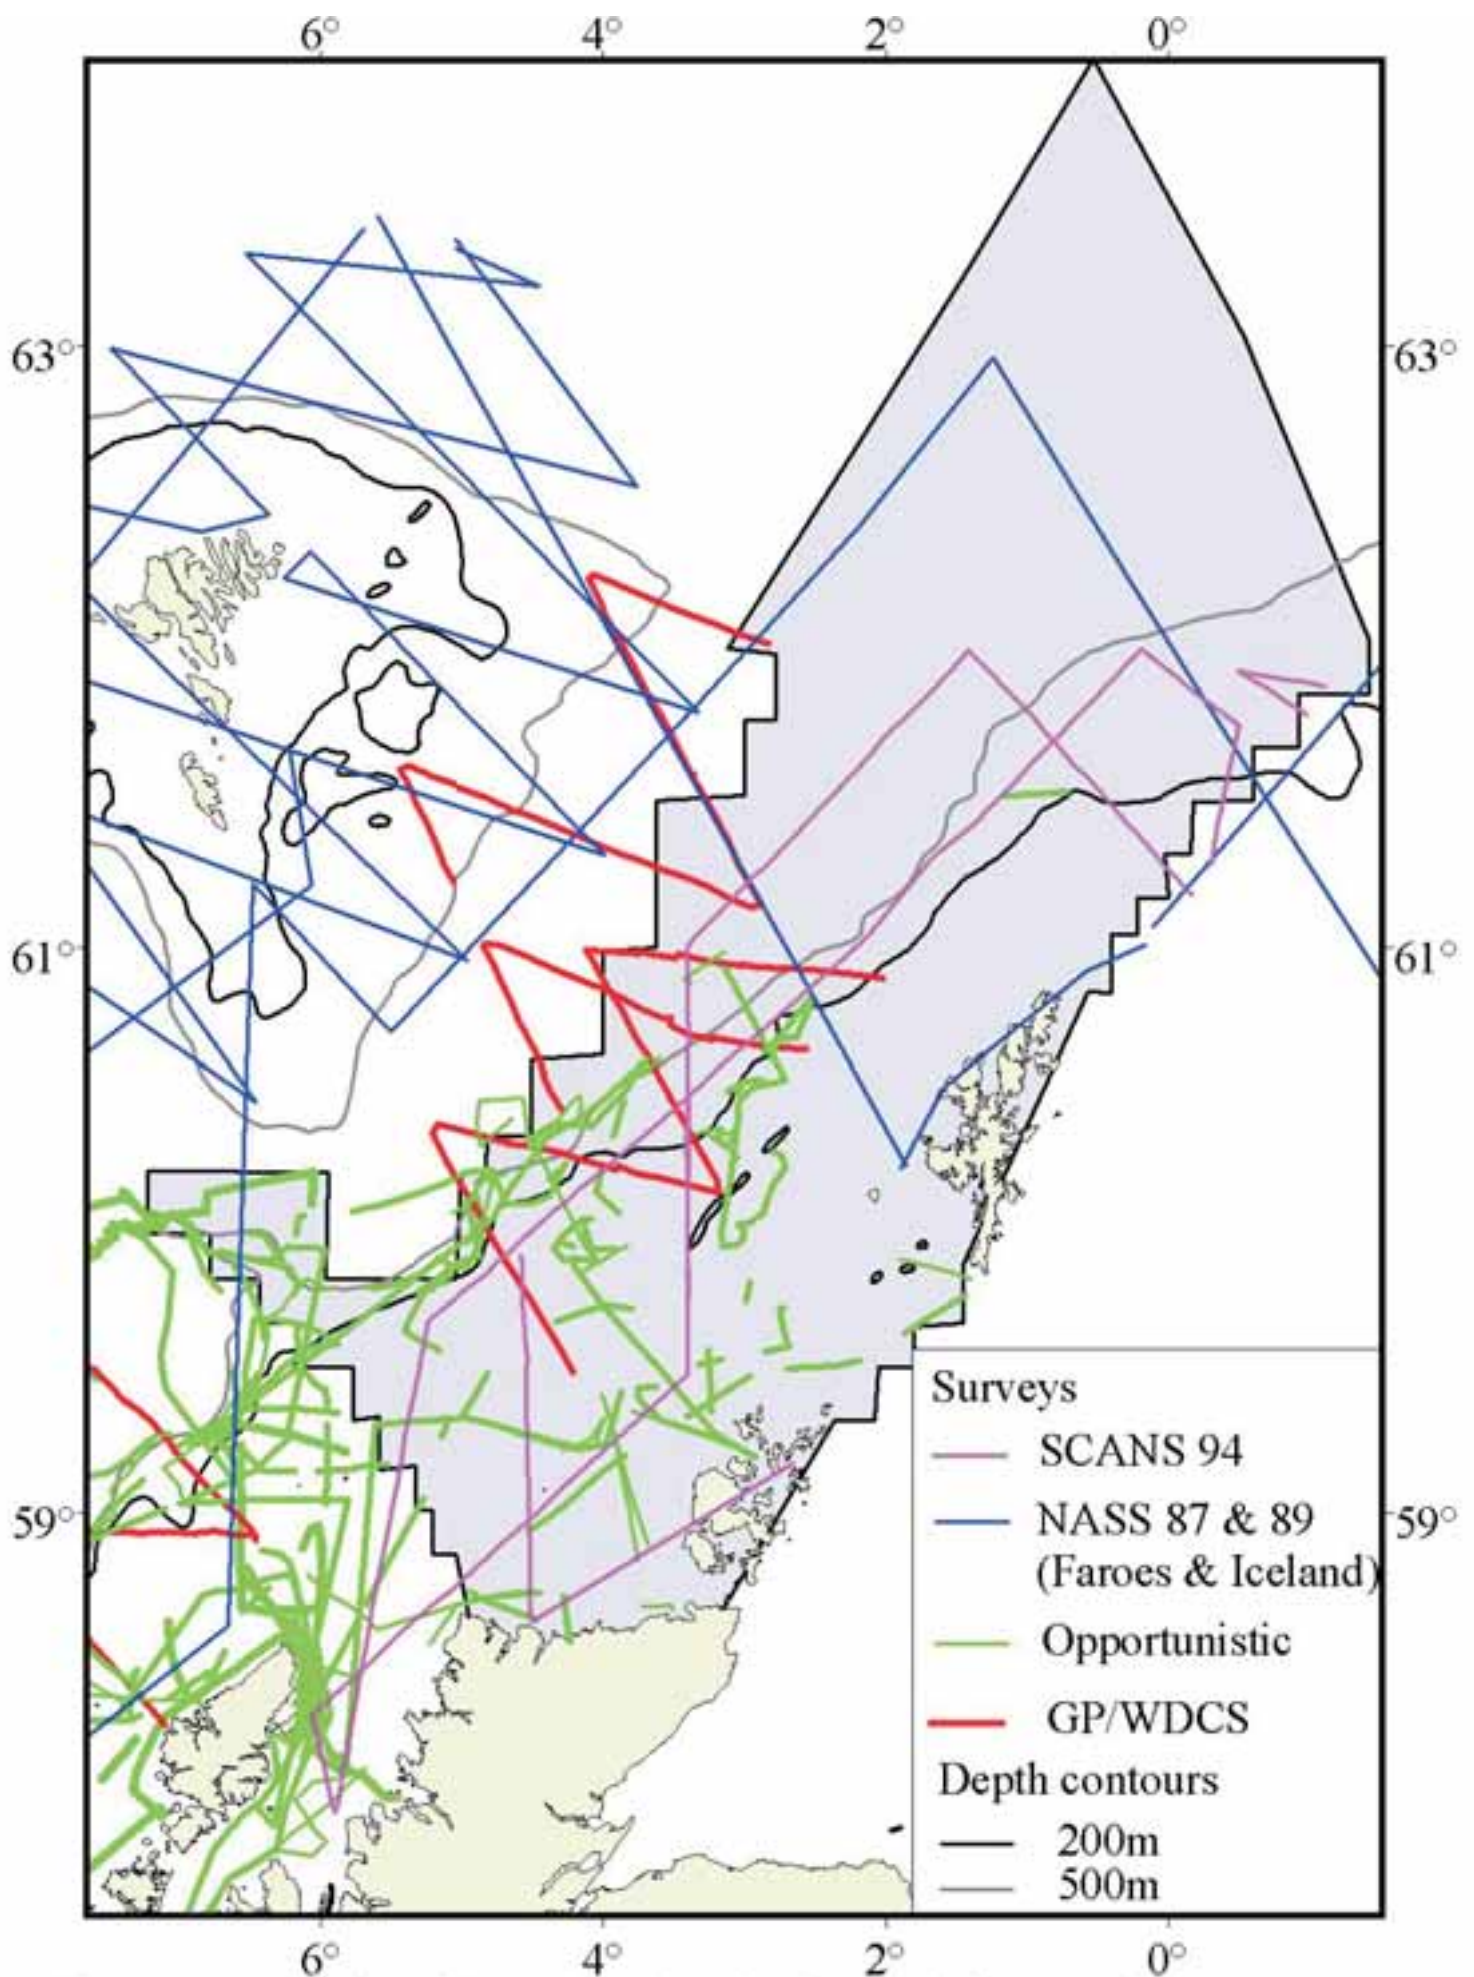 6° 4° 2° 0°
63° 63°
61° 61°
59° 59°
Surveys
SCANS 94
NASS 87 & 89
(Faroes & Iceland)
Opportunistic
GP/WDCS
Depth contours
200m
500m
6° 4° 2° 0°